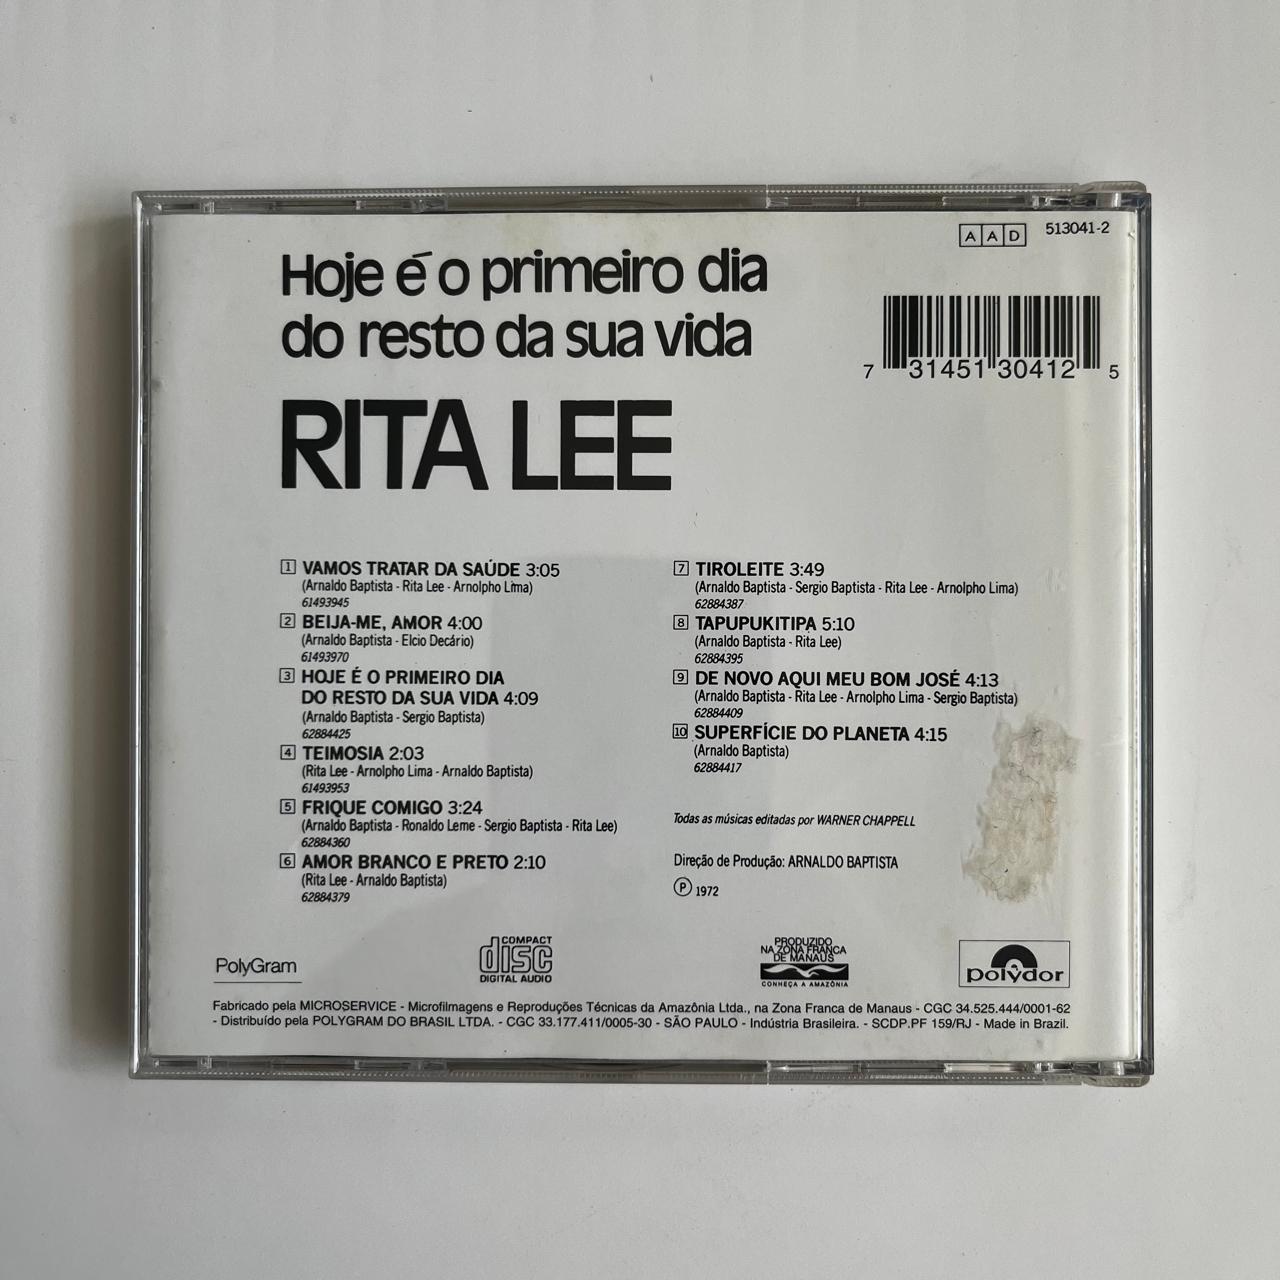 AAD 513041-2
Hoje é o primeiro dia
do resto da sua vida
7 31451 30412 5
RITA LEE
1 VAMOS TRATAR DA SAÚDE 3:05
(Arnaldo Baptista - Rita Lee - Arnolpho Lima)
61493945
2 BEIJA-ME, AMOR 4:00
(Arnaldo Baptista - Elcio Decário)
61493970
3 HOJE É O PRIMEIRO DIA
DO RESTO DA SUA VIDA 4:09
(Arnaldo Baptista - Sergio Baptista)
62884425
4 TEIMOSIA 2:03
(Rita Lee - Arnolpho Lima - Arnaldo Baptista)
61493953
5 FRIQUE COMIGO 3:24
(Arnaldo Baptista - Ronaldo Leme - Sergio Baptista - Rita Lee)
62884360
6 AMOR BRANCO E PRETO 2:10
(Rita Lee - Arnaldo Baptista)
62884379
7 TIROLEITE 3:49
(Arnaldo Baptista - Sergio Baptista - Rita Lee - Arnolpho Lima)
62884387
8 TAPUPUKITIPA 5:10
(Arnaldo Baptista - Rita Lee)
62884395
9 DE NOVO AQUI MEU BOM JOSÉ 4:13
(Arnaldo Baptista - Rita Lee - Arnolpho Lima - Sergio Baptista)
62884409
10 SUPERFÍCIE DO PLANETA 4:15
(Arnaldo Baptista)
62884417
Todas as músicas editadas por WARNER CHAPPELL
Direção de Produção: ARNALDO BAPTISTA
℗ 1972
PolyGram
COMPACT
disc
DIGITAL AUDIO
PRODUZIDO
NA ZONA FRANCA
DE MANAUS
CONHEÇA A AMAZÔNIA
polydor
Fabricado pela MICROSERVICE - Microfilmagens e Reproduções Técnicas da Amazônia Ltda., na Zona Franca de Manaus - CGC 34.525.444/0001-62
- Distribuído pela POLYGRAM DO BRASIL LTDA. - CGC 33.177.411/0005-30 - SÃO PAULO - Indústria Brasileira. - SCDP.PF 159/RJ - Made in Brazil.